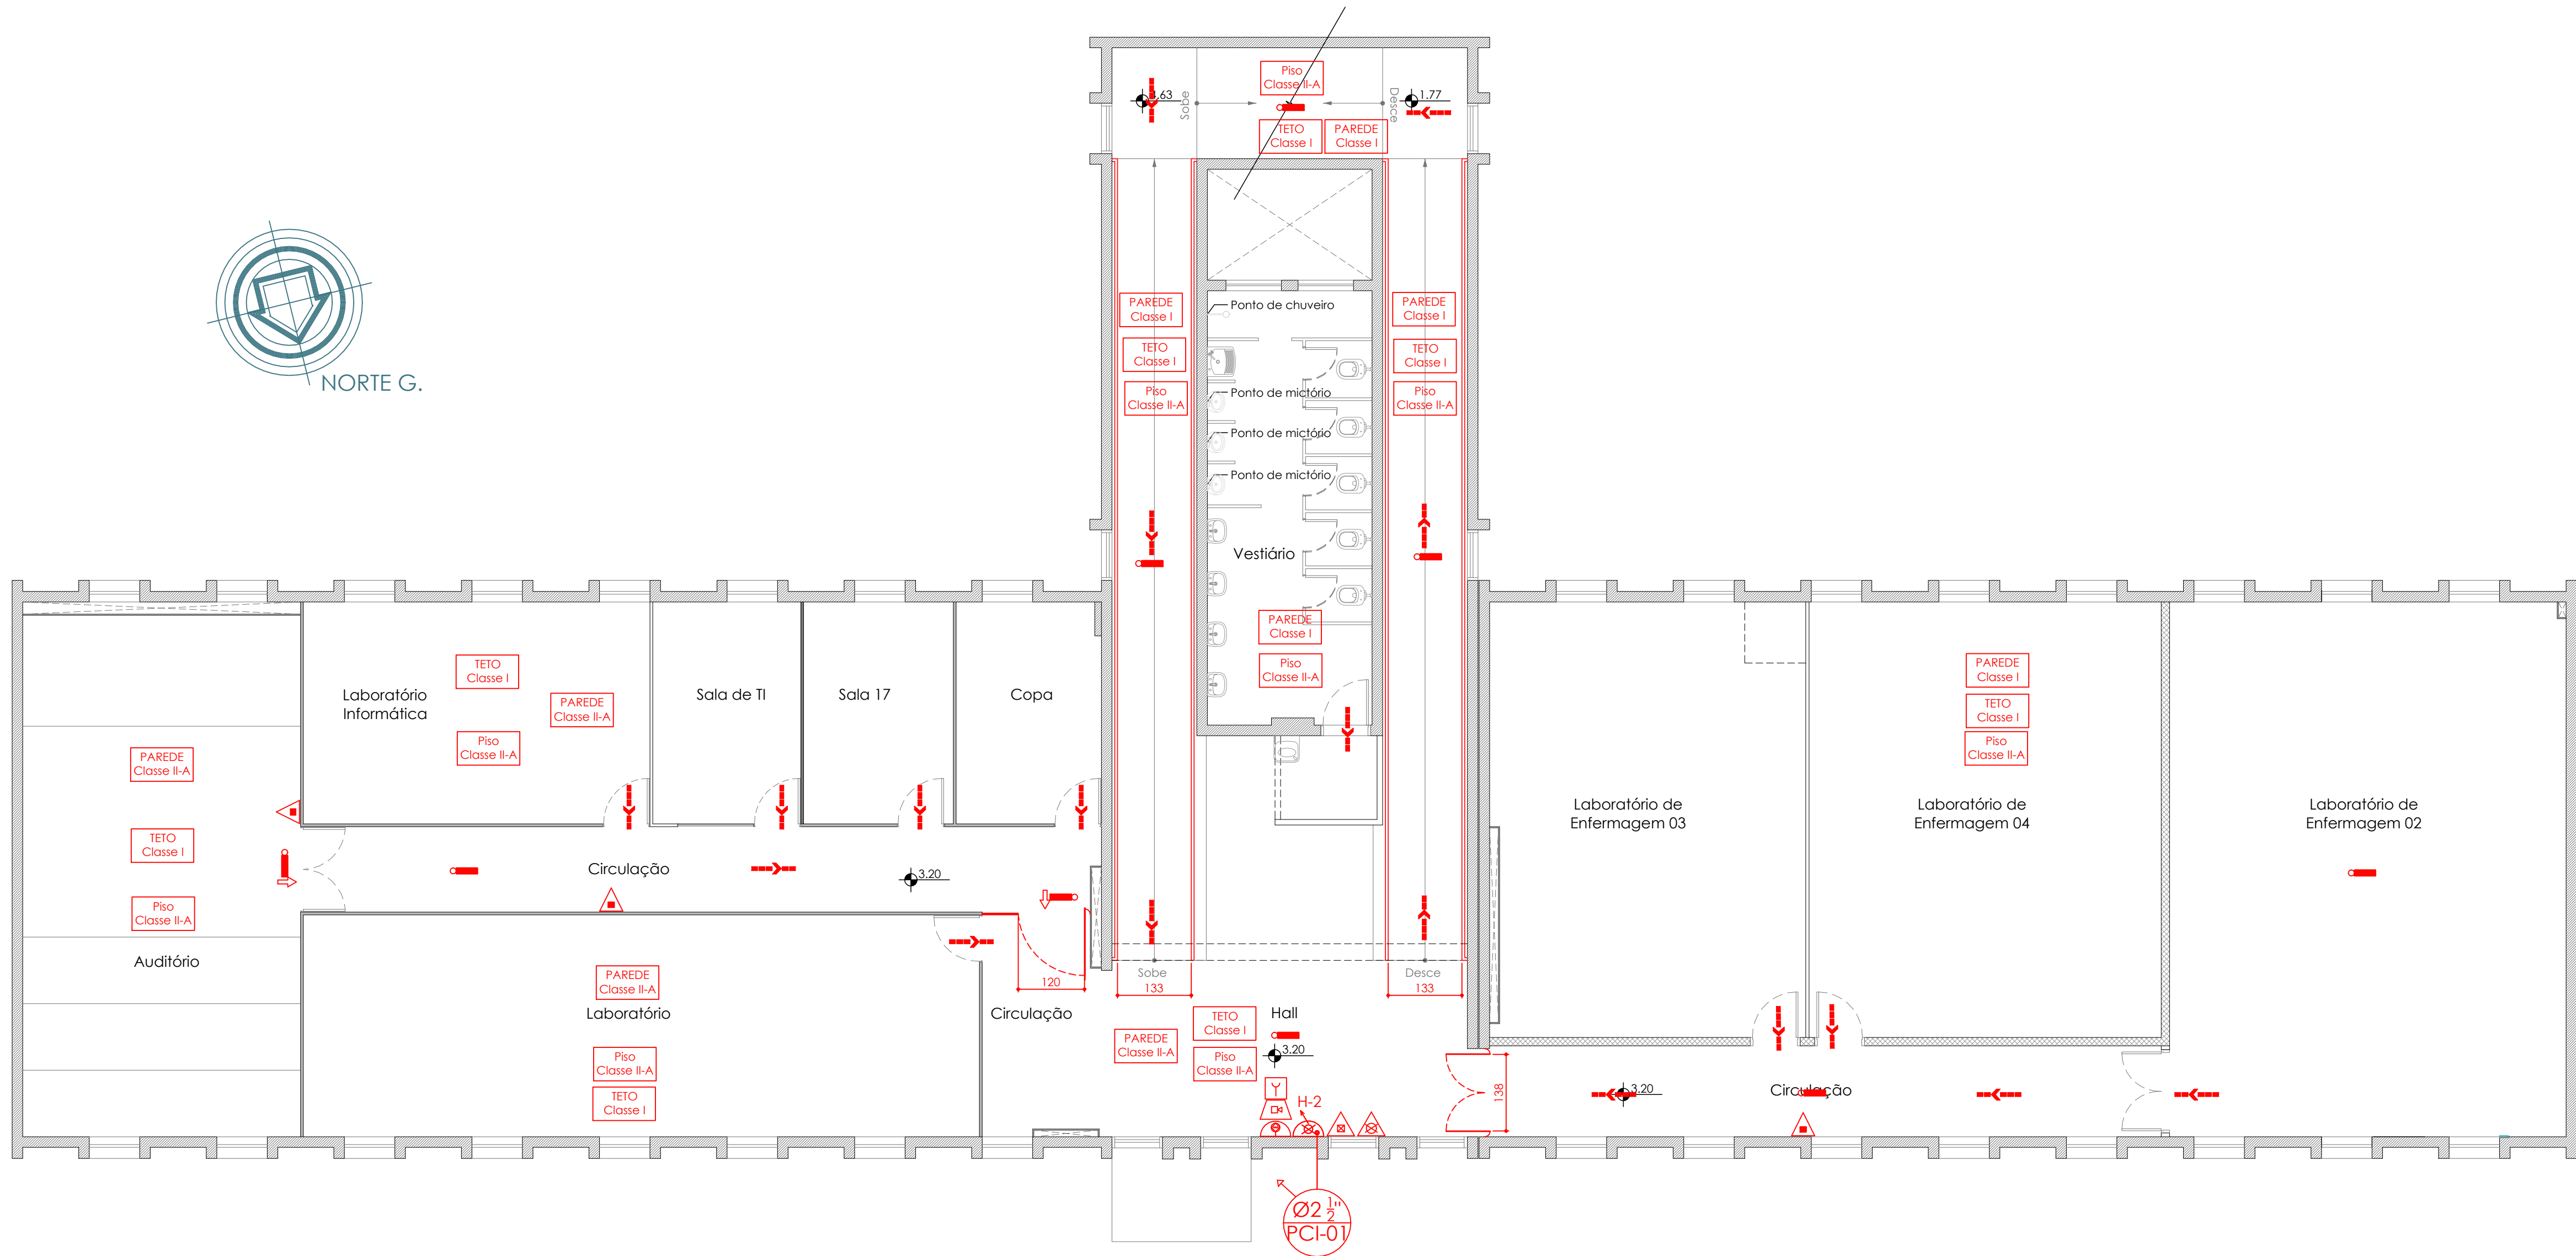 Piso
Classe II-A
Sobe
Desce
1.77
TETO
Classe I
PAREDE
Classe I
NORTE G.
PAREDE
Classe I
TETO
Classe I
Piso
Classe II-A
Ponto de chuveiro
Ponto de mictório
Ponto de mictório
Ponto de mictório
Vestiário
PAREDE
Classe I
Piso
Classe II-A
PAREDE
Classe I
TETO
Classe I
Piso
Classe II-A
Laboratório
Informática
TETO
Classe I
PAREDE
Classe II-A
Piso
Classe II-A
Sala de TI
Sala 17
Copa
PAREDE
Classe II-A
TETO
Classe I
Piso
Classe II-A
Auditório
Circulação
3.20
PAREDE
Classe II-A
Laboratório
Piso
Classe II-A
TETO
Classe I
120
Circulação
Sobe
133
Desce
133
Hall
TETO
Classe I
PAREDE
Classe II-A
Piso
Classe II-A
3.20
H-2
138
Ø2 1/2"
PCI-01
Laboratório de
Enfermagem 03
PAREDE
Classe I
TETO
Classe I
Piso
Classe II-A
Laboratório de
Enfermagem 04
Laboratório de
Enfermagem 02
3.20
Circulação